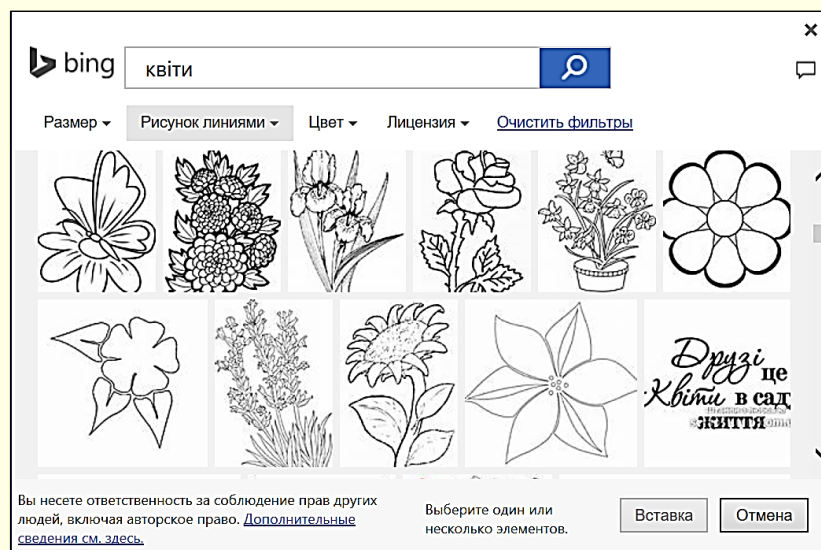 bing
квіти
Размер
Рисунок линиями
Цвет
Лицензия
Очистить фильтры
Друзі це
Квіти в сад
життя
Вы несете ответственность за соблюдение прав других
людей, включая авторское право. Дополнительные
сведения см. здесь.
Выберите один или
несколько элементов.
Вставка
Отмена